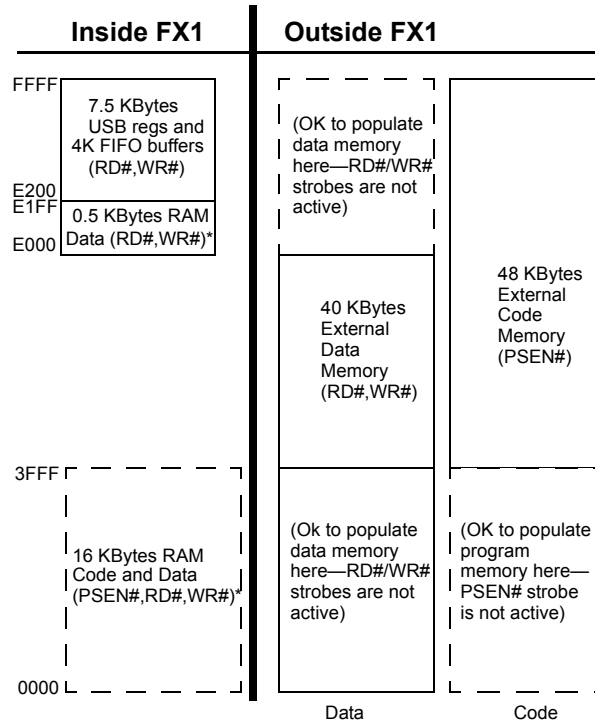 Inside FX1
Outside FX1
FFFF
7.5 KBytes
USB regs and
4K FIFO buffers
(RD#,WR#)
E200
E1FF
0.5 KBytes RAM
Data (RD#,WR#)*
E000
(OK to populate
data memory
here—RD#/WR#
strobes are not
active)
40 KBytes
External
Data
Memory
(RD#,WR#)
48 KBytes
External
Code
Memory
(PSEN#)
3FFF
16 KBytes RAM
Code and Data
(PSEN#,RD#,WR#)*
0000
(Ok to populate
data memory
here—RD#/WR#
strobes are not
active)
(OK to populate
program
memory here—
PSEN# strobe
is not active)
Data
Code